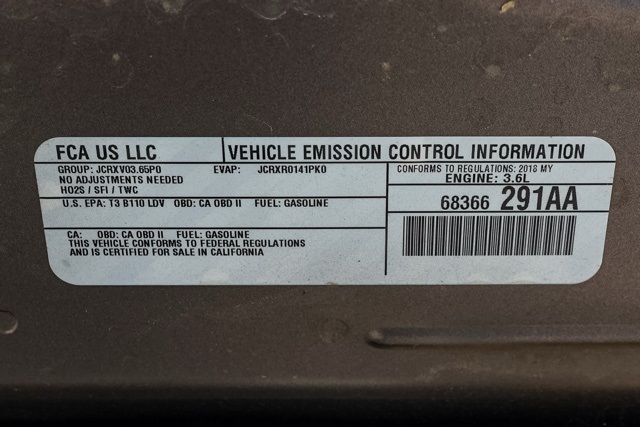 FCA US LLC
VEHICLE EMISSION CONTROL INFORMATION
GROUP: JCRXV03.65P0 EVAP: JCRXR0141PK0
NO ADJUSTMENTS NEEDED
HO2S / SFI / TWC
CONFORMS TO REGULATIONS: 2018 MY
ENGINE: 3.6L
U.S. EPA: T3 B110 LDV OBD: CA OBD II FUEL: GASOLINE
68366 291AA
CA: OBD: CA OBD II FUEL: GASOLINE
THIS VEHICLE CONFORMS TO FEDERAL REGULATIONS
AND IS CERTIFIED FOR SALE IN CALIFORNIA